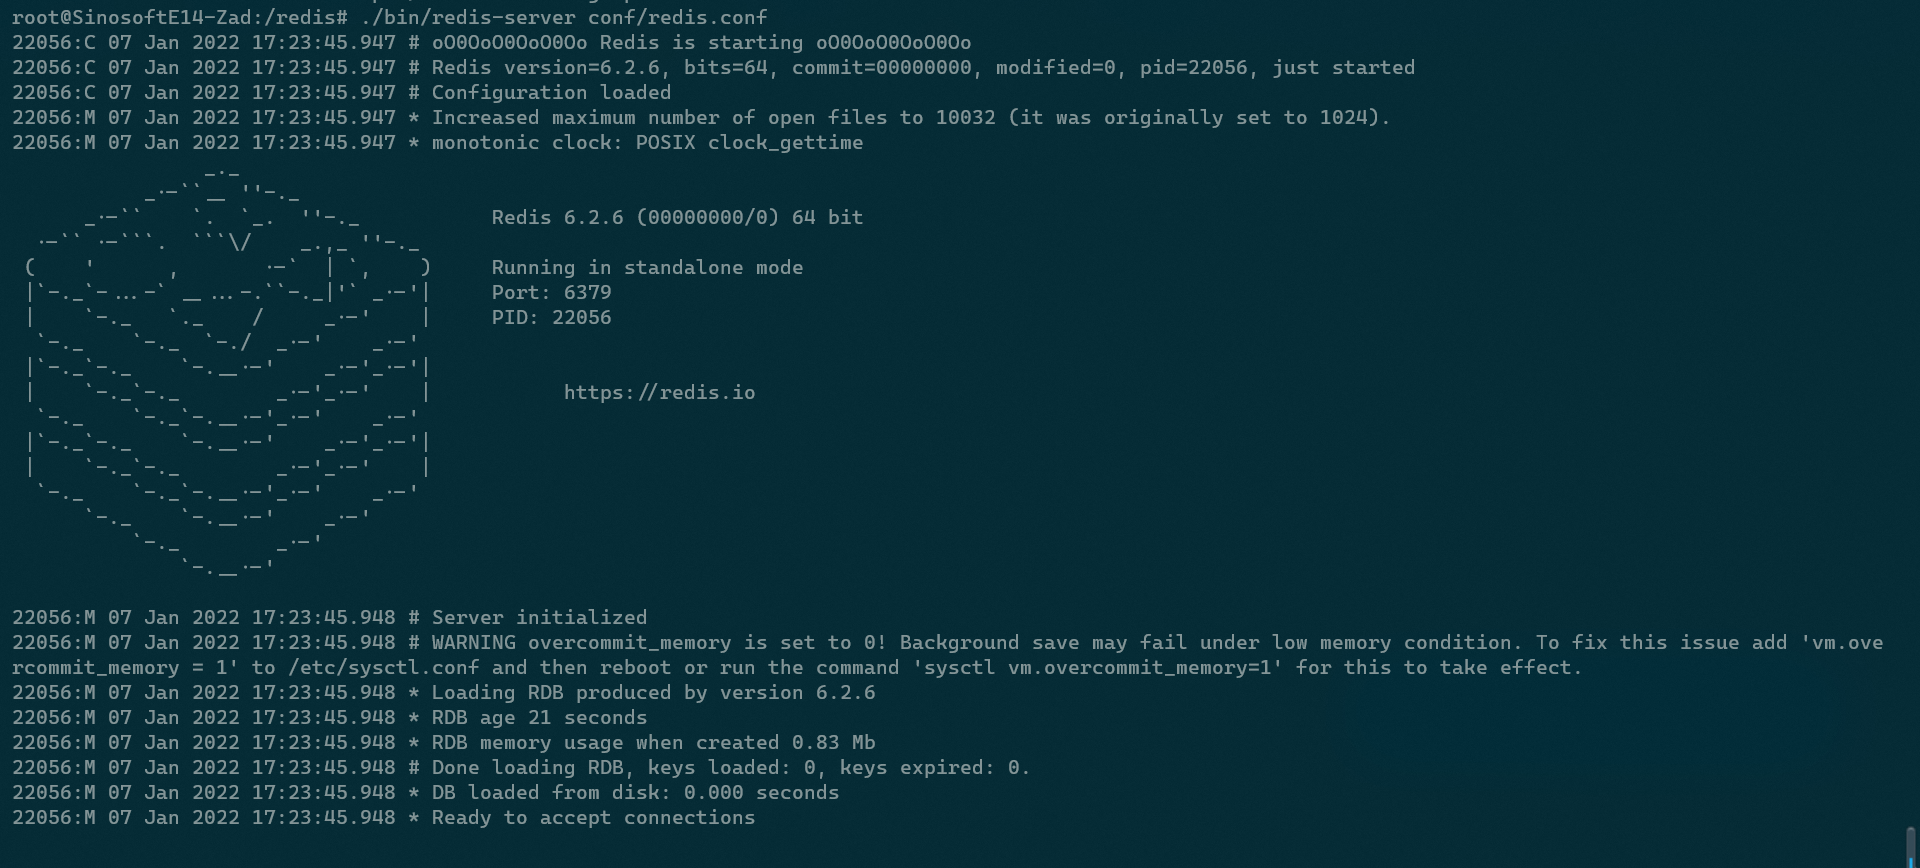 root@SinosoftE14-Zad:/redis# ./bin/redis-server conf/redis.conf
22056:C 07 Jan 2022 17:23:45.947 # oO0OoO0OoO0Oo Redis is starting oO0OoO0OoO0Oo
22056:C 07 Jan 2022 17:23:45.947 # Redis version=6.2.6, bits=64, commit=00000000, modified=0, pid=22056, just started
22056:C 07 Jan 2022 17:23:45.947 # Configuration loaded
22056:M 07 Jan 2022 17:23:45.947 * Increased maximum number of open files to 10032 (it was originally set to 1024).
22056:M 07 Jan 2022 17:23:45.947 * monotonic clock: POSIX clock_gettime
Redis 6.2.6 (00000000/0) 64 bit
Running in standalone mode
Port: 6379
PID: 22056
https://redis.io
22056:M 07 Jan 2022 17:23:45.948 # Server initialized
22056:M 07 Jan 2022 17:23:45.948 # WARNING overcommit_memory is set to 0! Background save may fail under low memory condition. To fix this issue add 'vm.ove
rcommit_memory = 1' to /etc/sysctl.conf and then reboot or run the command 'sysctl vm.overcommit_memory=1' for this to take effect.
22056:M 07 Jan 2022 17:23:45.948 * Loading RDB produced by version 6.2.6
22056:M 07 Jan 2022 17:23:45.948 * RDB age 21 seconds
22056:M 07 Jan 2022 17:23:45.948 * RDB memory usage when created 0.83 Mb
22056:M 07 Jan 2022 17:23:45.948 # Done loading RDB, keys loaded: 0, keys expired: 0.
22056:M 07 Jan 2022 17:23:45.948 * DB loaded from disk: 0.000 seconds
22056:M 07 Jan 2022 17:23:45.948 * Ready to accept connections